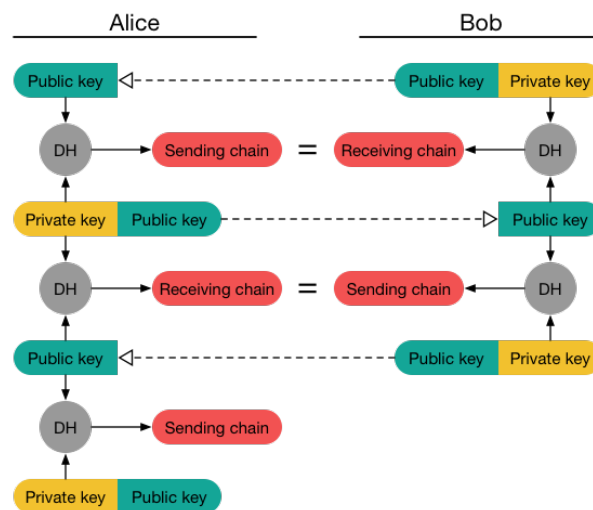 Alice
Bob
Public key
Public key Private key
DH
Sending chain
=
Receiving chain
DH
Private key Public key
Public key
DH
Receiving chain
=
Sending chain
DH
Public key
Public key Private key
DH
Sending chain
Private key Public key